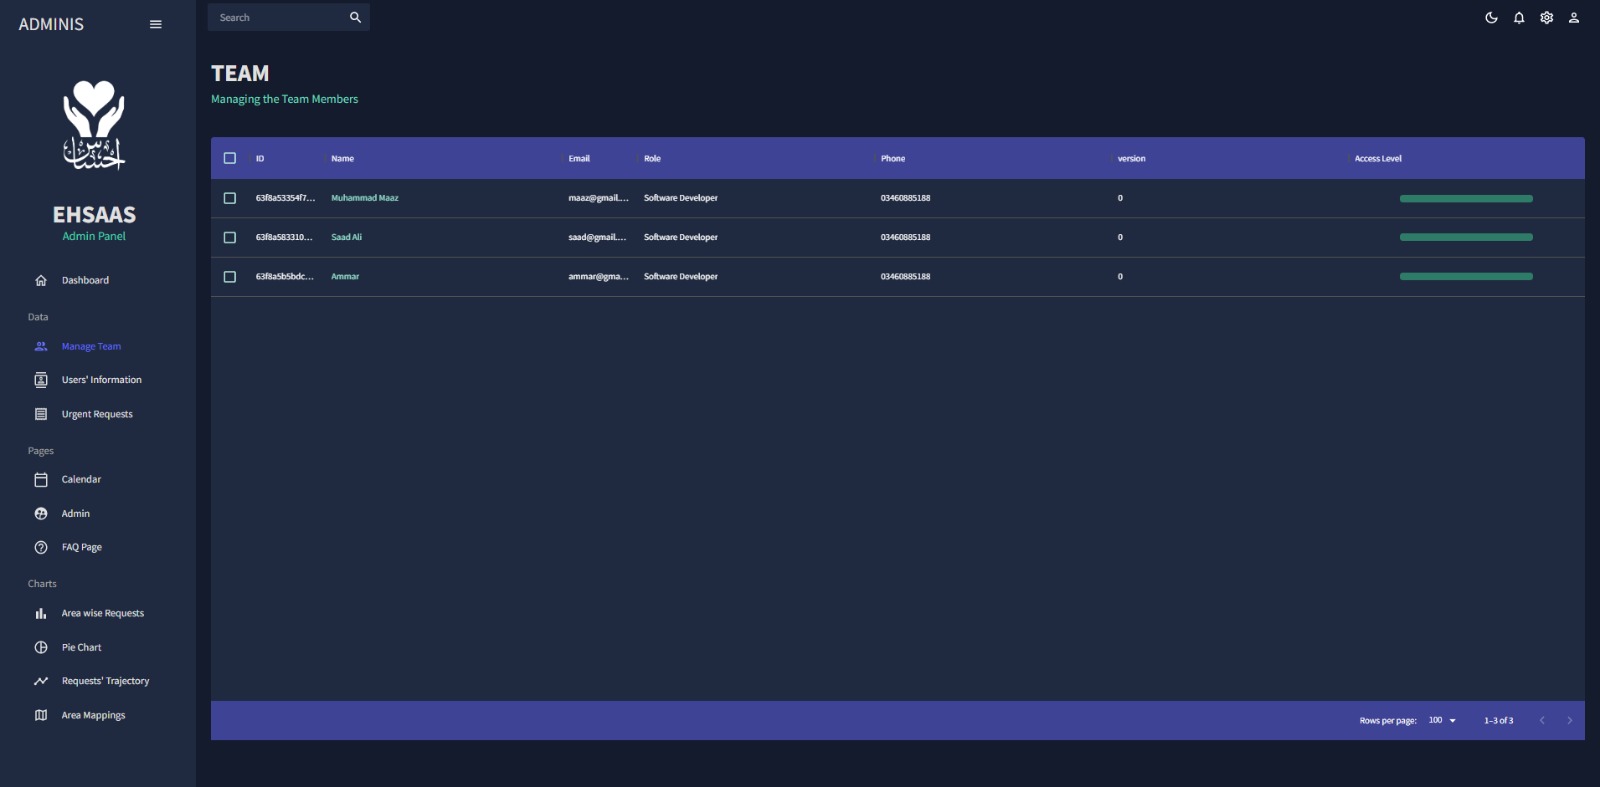 ADMINIS
Search
احساس
EHSAAS
Admin Panel
Dashboard
Data
Manage Team
Users' Information
Urgent Requests
Pages
Calendar
Admin
FAQ Page
Charts
Area wise Requests
Pie Chart
Requests' Trajectory
Area Mappings
TEAM
Managing the Team Members
ID Name Email Role Phone version Access Level
63f8a53354f7... Muhammad Maaz maaz@gmail.... Software Developer 03460885188 0
63f8a583310... Saad Ali saad@gmail.... Software Developer 03460885188 0
63f8a5b5bdc... Ammar ammar@gma... Software Developer 03460885188 0
Rows per page: 100 1–3 of 3